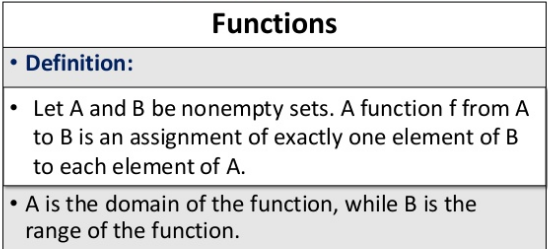 Functions
• Definition:
• Let A and B be nonempty sets. A function f from A
to B is an assignment of exactly one element of B
to each element of A.
• A is the domain of the function, while B is the
range of the function.